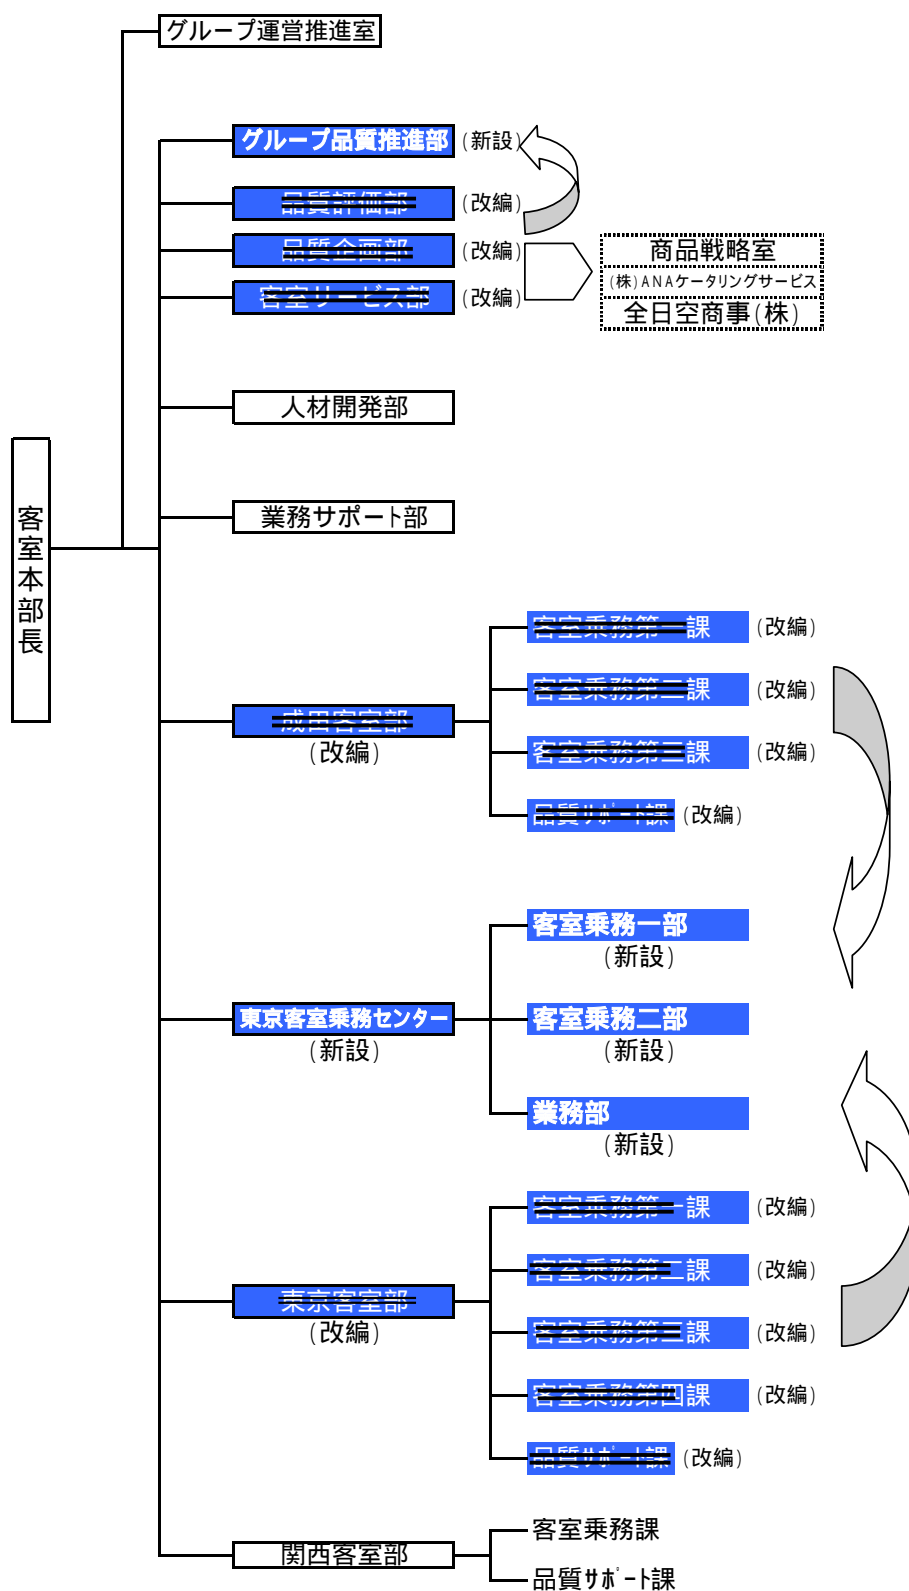 グループ運営推進室
グループ品質推進部 (新設)
品質評価部 (改編)
品質企画部 (改編)
客室サービス部 (改編)
商品戦略室
(株)ANAケータリングサービス
全日空商事(株)
人材開発部
業務サポート部
客室本部長
客室乗務第一課 (改編)
客室乗務第二課 (改編)
成田客室部
(改編)
客室乗務第三課 (改編)
品質ｻﾎﾟｰﾄ課 (改編)
客室乗務一部
(新設)
東京客室乗務センター
(新設)
客室乗務二部
(新設)
業務部
(新設)
客室乗務第一課 (改編)
客室乗務第二課 (改編)
東京客室部
(改編)
客室乗務第三課 (改編)
客室乗務第四課 (改編)
品質ｻﾎﾟｰﾄ課 (改編)
関西客室部
客室乗務課
品質ｻﾎﾟｰﾄ課